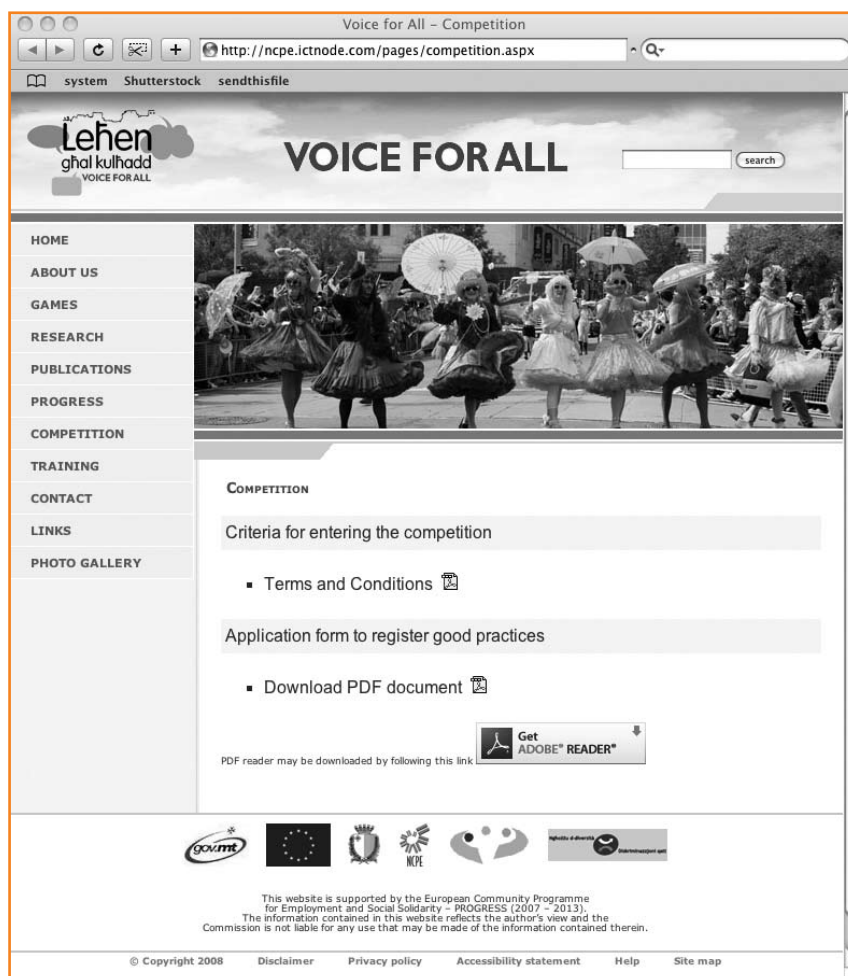 Voice for All – Competition
http://ncpe.ictnode.com/pages/competition.aspx
system Shutterstock sendthisfile
Leħen
għal kulħadd
VOICE FOR ALL
VOICE FOR ALL
search
HOME
ABOUT US
GAMES
RESEARCH
PUBLICATIONS
PROGRESS
COMPETITION
TRAINING
CONTACT
LINKS
PHOTO GALLERY
COMPETITION
Criteria for entering the competition
Terms and Conditions
Application form to register good practices
Download PDF document
PDF reader may be downloaded by following this link
Get
ADOBE® READER®
gov.mt
NCPE
This website is supported by the European Community Programme
for Employment and Social Solidarity – PROGRESS (2007 – 2013).
The information contained in this website reflects the author's view and the
Commission is not liable for any use that may be made of the information contained therein.
© Copyright 2008 Disclaimer Privacy policy Accessibility statement Help Site map